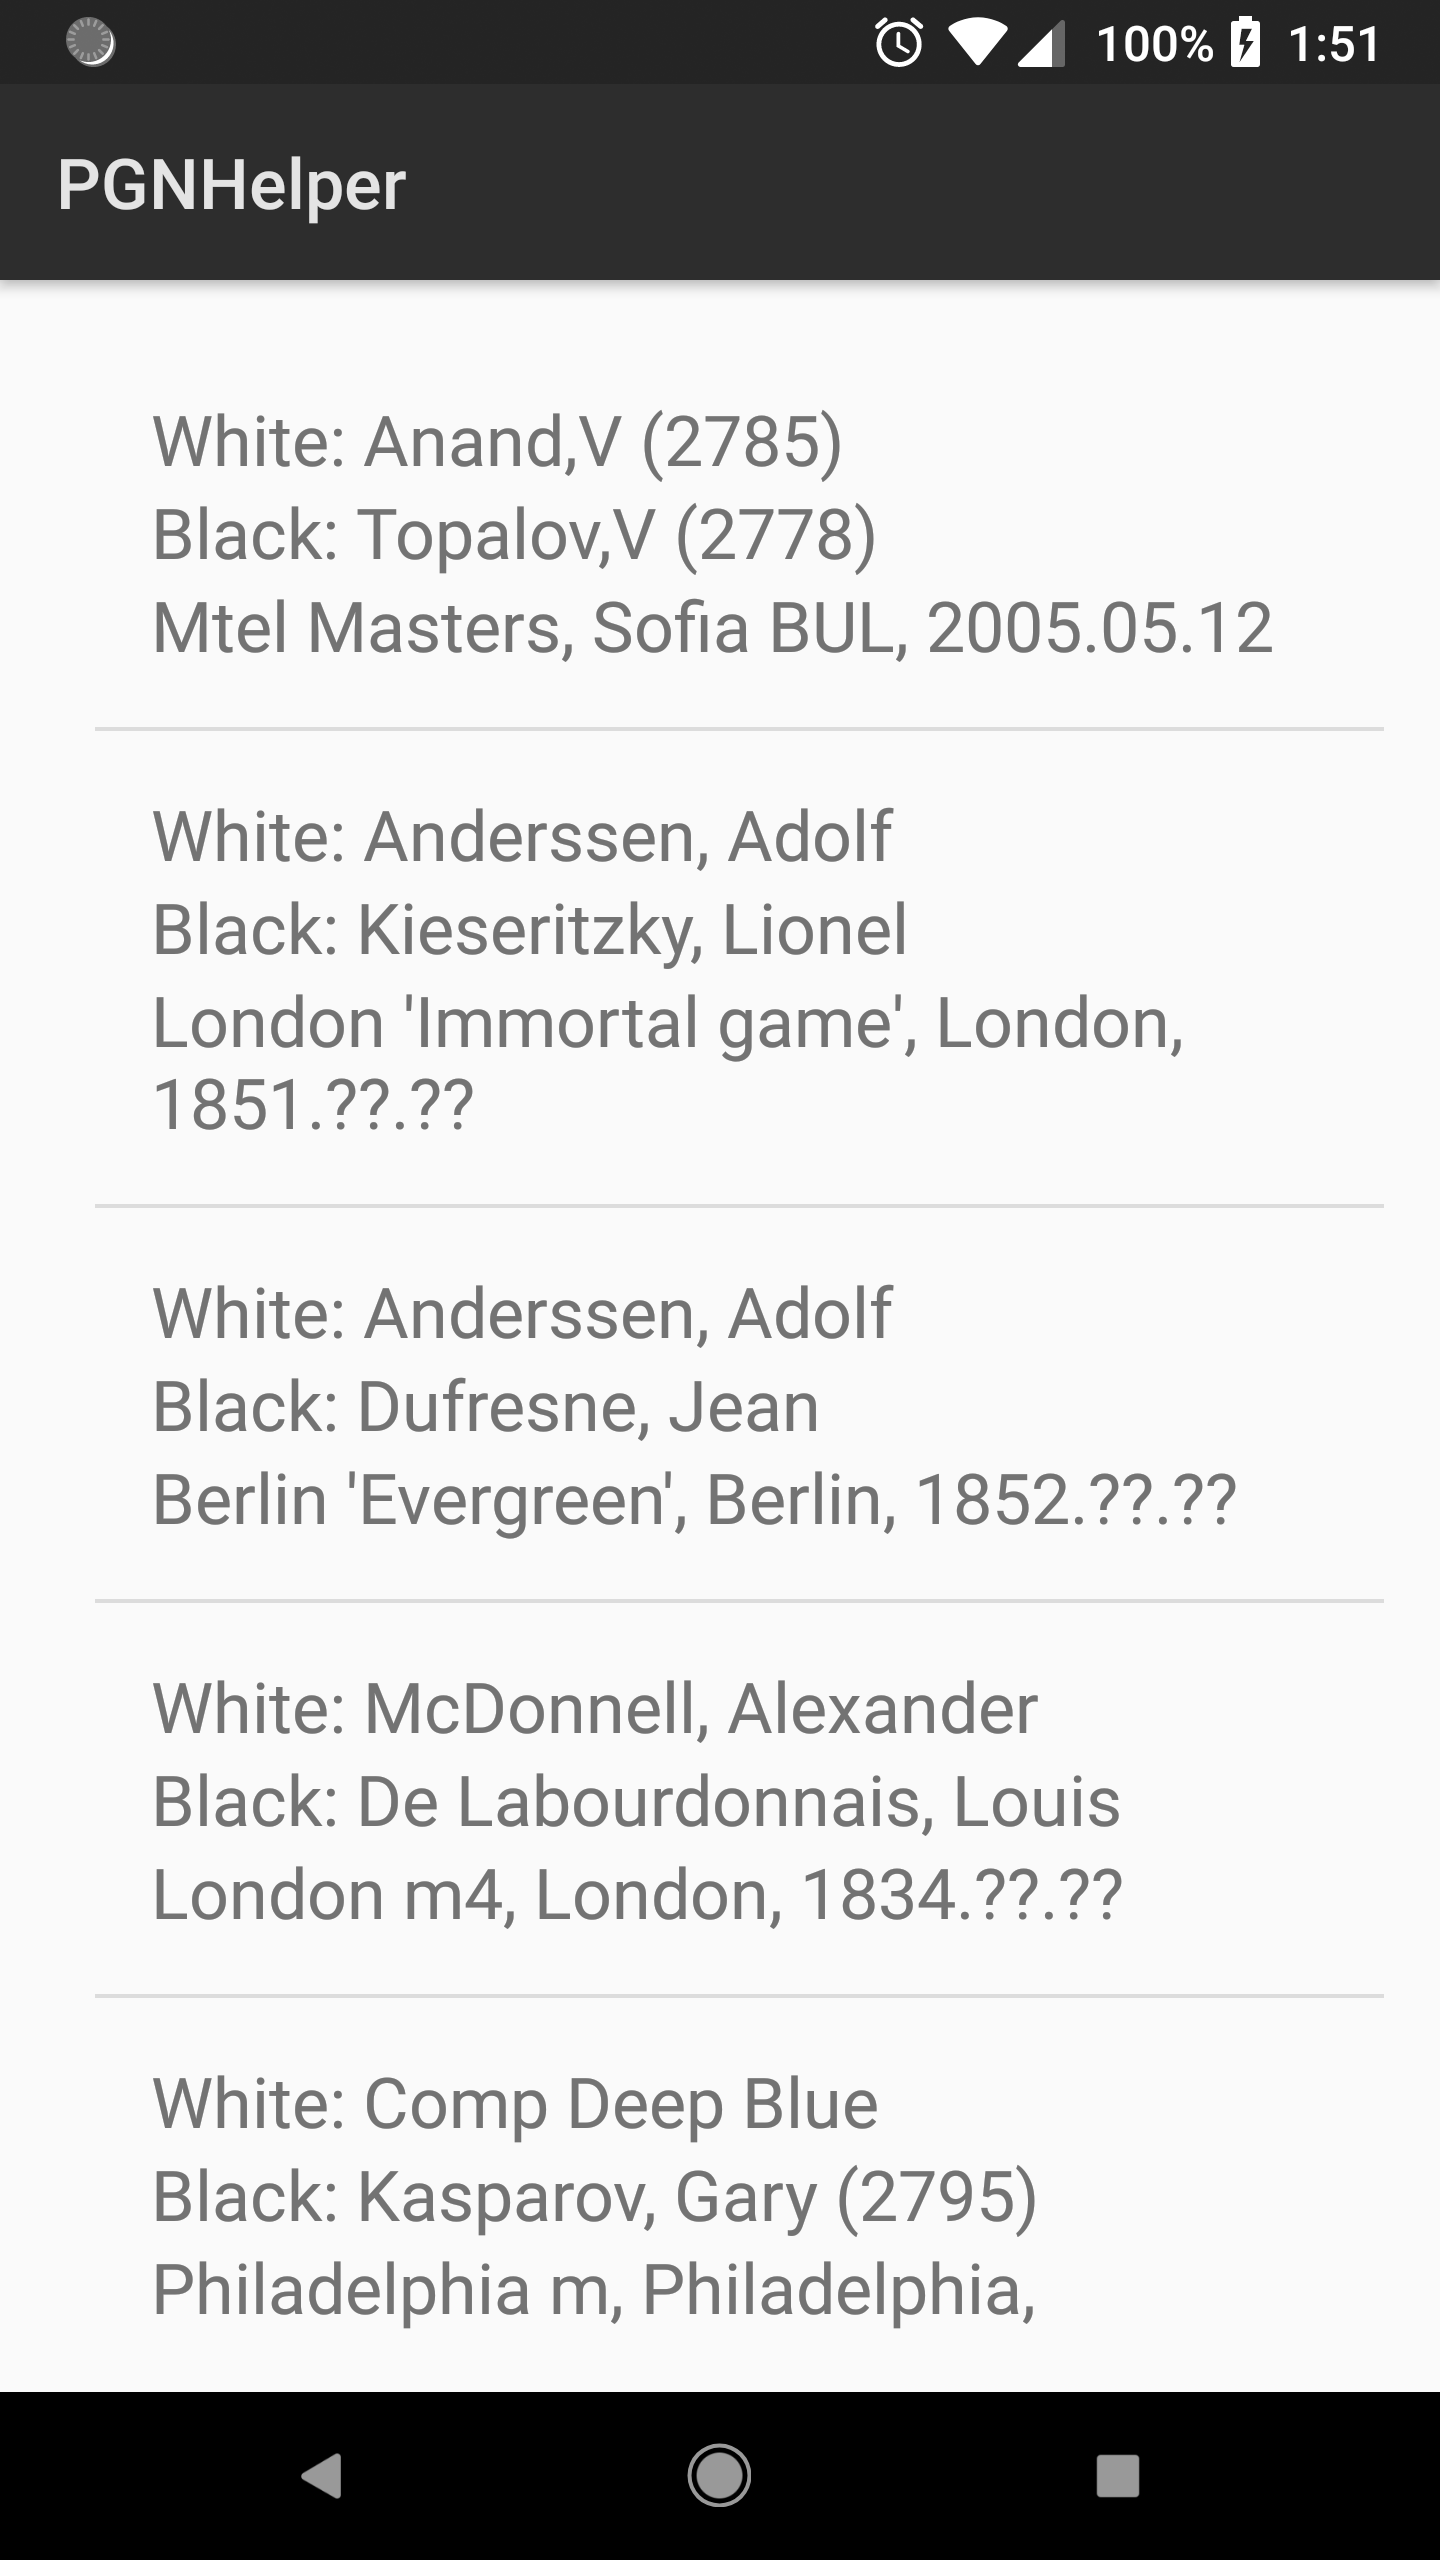 100% 1:51
PGNHelper
White: Anand,V (2785)
Black: Topalov,V (2778)
Mtel Masters, Sofia BUL, 2005.05.12
White: Anderssen, Adolf
Black: Kieseritzky, Lionel
London 'Immortal game', London,
1851.??.??
White: Anderssen, Adolf
Black: Dufresne, Jean
Berlin 'Evergreen', Berlin, 1852.??.??
White: McDonnell, Alexander
Black: De Labourdonnais, Louis
London m4, London, 1834.??.??
White: Comp Deep Blue
Black: Kasparov, Gary (2795)
Philadelphia m, Philadelphia,